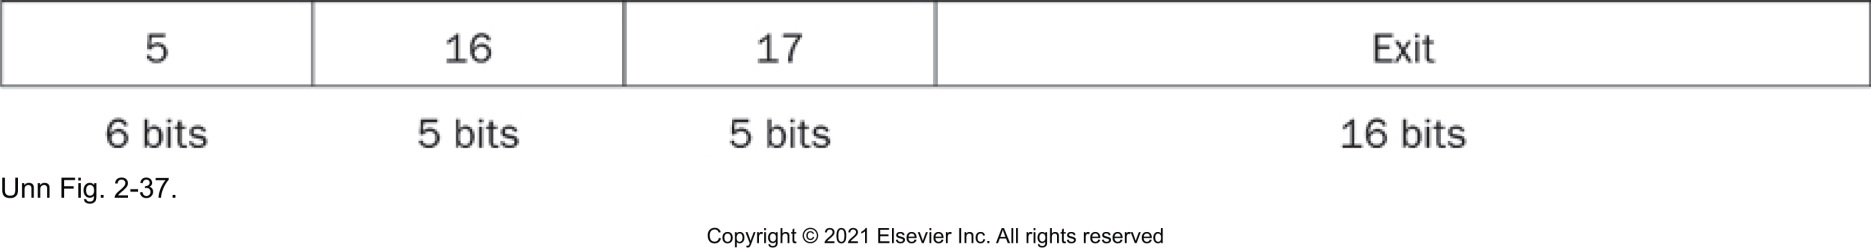 5 16 17 Exit
6 bits 5 bits 5 bits 16 bits
Unn Fig. 2-37.
Copyright © 2021 Elsevier Inc. All rights reserved